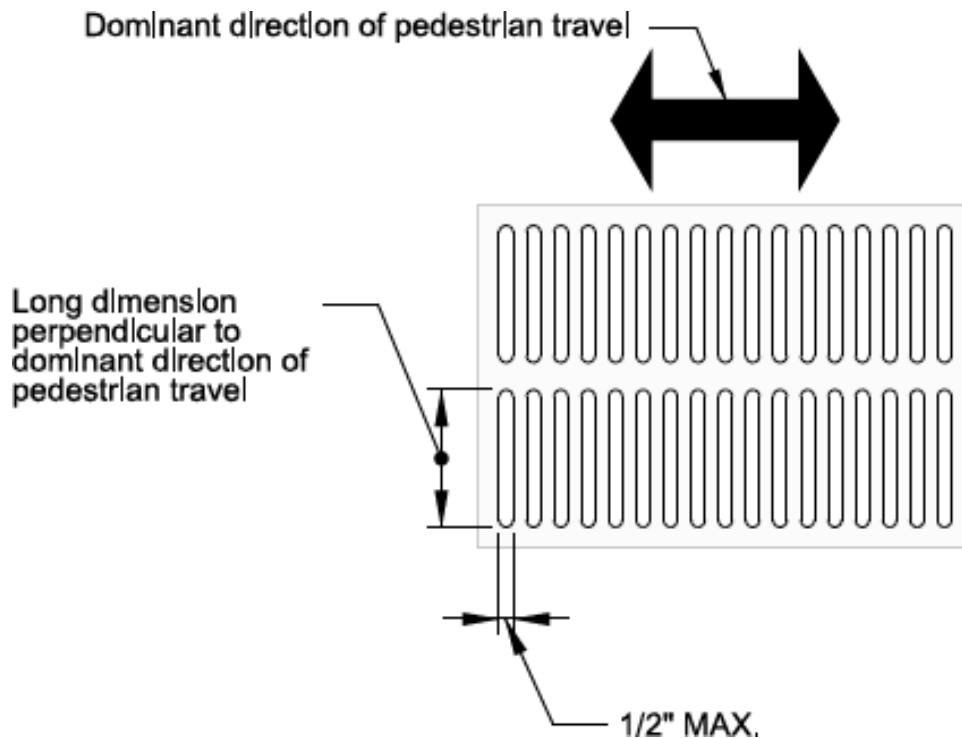 Dominant direction of pedestrian travel
Long dimension
perpendicular to
dominant direction of
pedestrian travel
1/2" MAX.